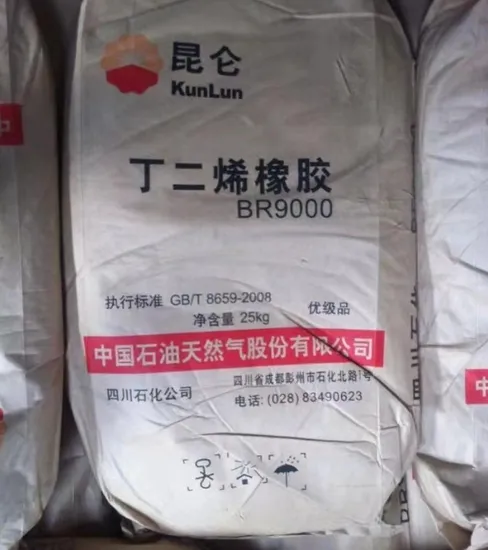 昆仑
KunLun
丁二烯橡胶
BR9000
执行标准 GB/T 8659-2008
优级品
净含量 25kg
中国石油天然气股份有限公司
四川石化公司
四川省成都彭州市石化北路1号
电话: (028) 83490623
中
中